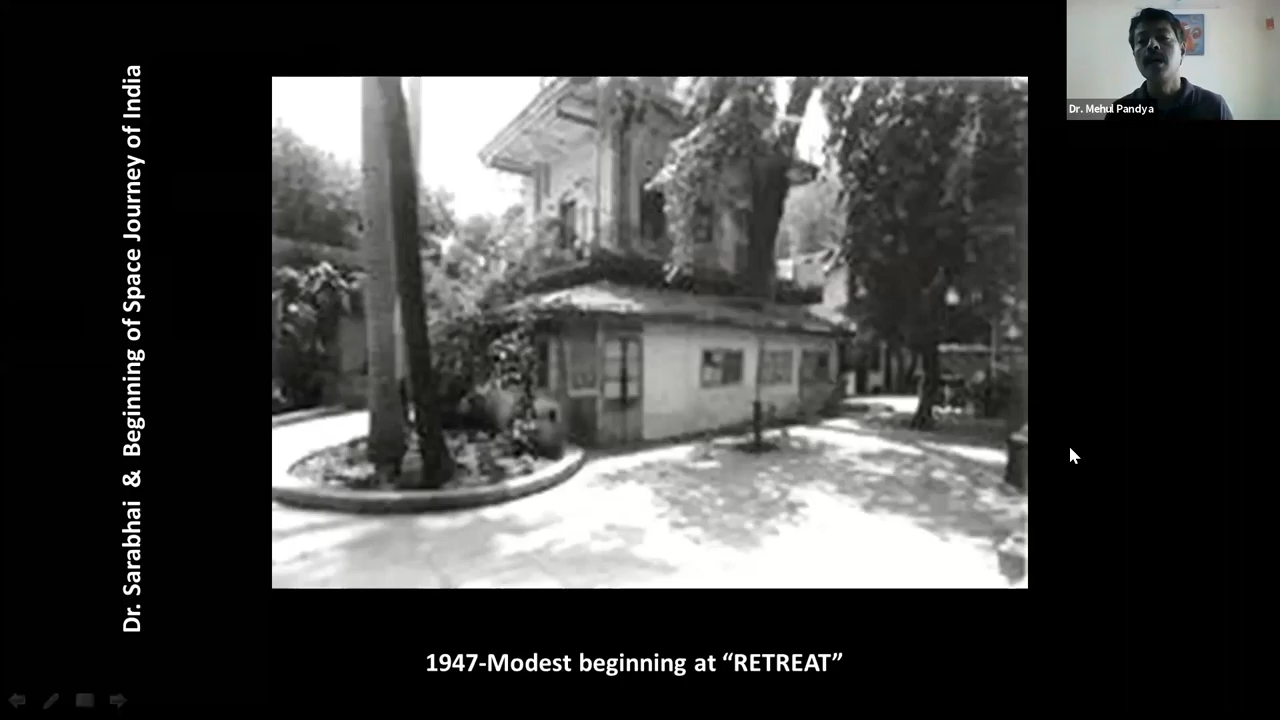 Dr. Sarabhai & Beginning of Space Journey of India
Dr. Mehul Pandya
1947-Modest beginning at “RETREAT”